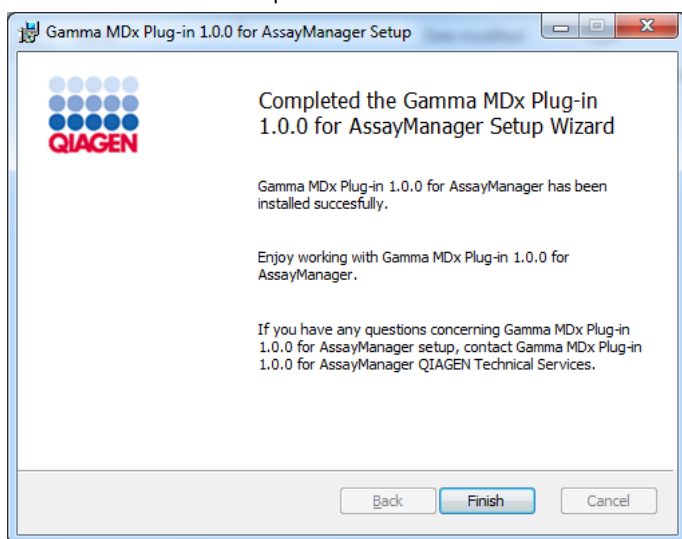 Gamma MDx Plug-in 1.0.0 for AssayManager Setup
QIAGEN
Completed the Gamma MDx Plug-in
1.0.0 for AssayManager Setup Wizard
Gamma MDx Plug-in 1.0.0 for AssayManager has been
installed succesfully.
Enjoy working with Gamma MDx Plug-in 1.0.0 for
AssayManager.
If you have any questions concerning Gamma MDx Plug-in
1.0.0 for AssayManager setup, contact Gamma MDx Plug-in
1.0.0 for AssayManager QIAGEN Technical Services.
Back Finish Cancel